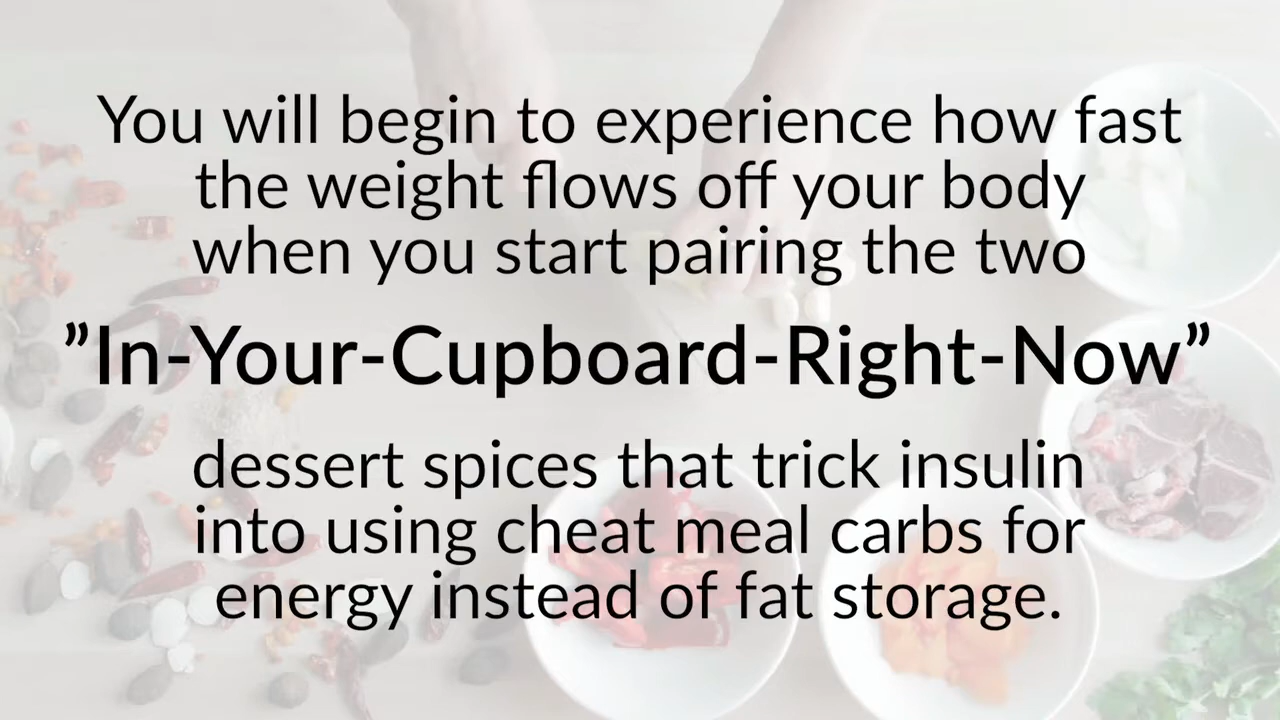 You will begin to experience how fast
the weight flows off your body
when you start pairing the two
”In-Your-Cupboard-Right-Now”
dessert spices that trick insulin
into using cheat meal carbs for
energy instead of fat storage.